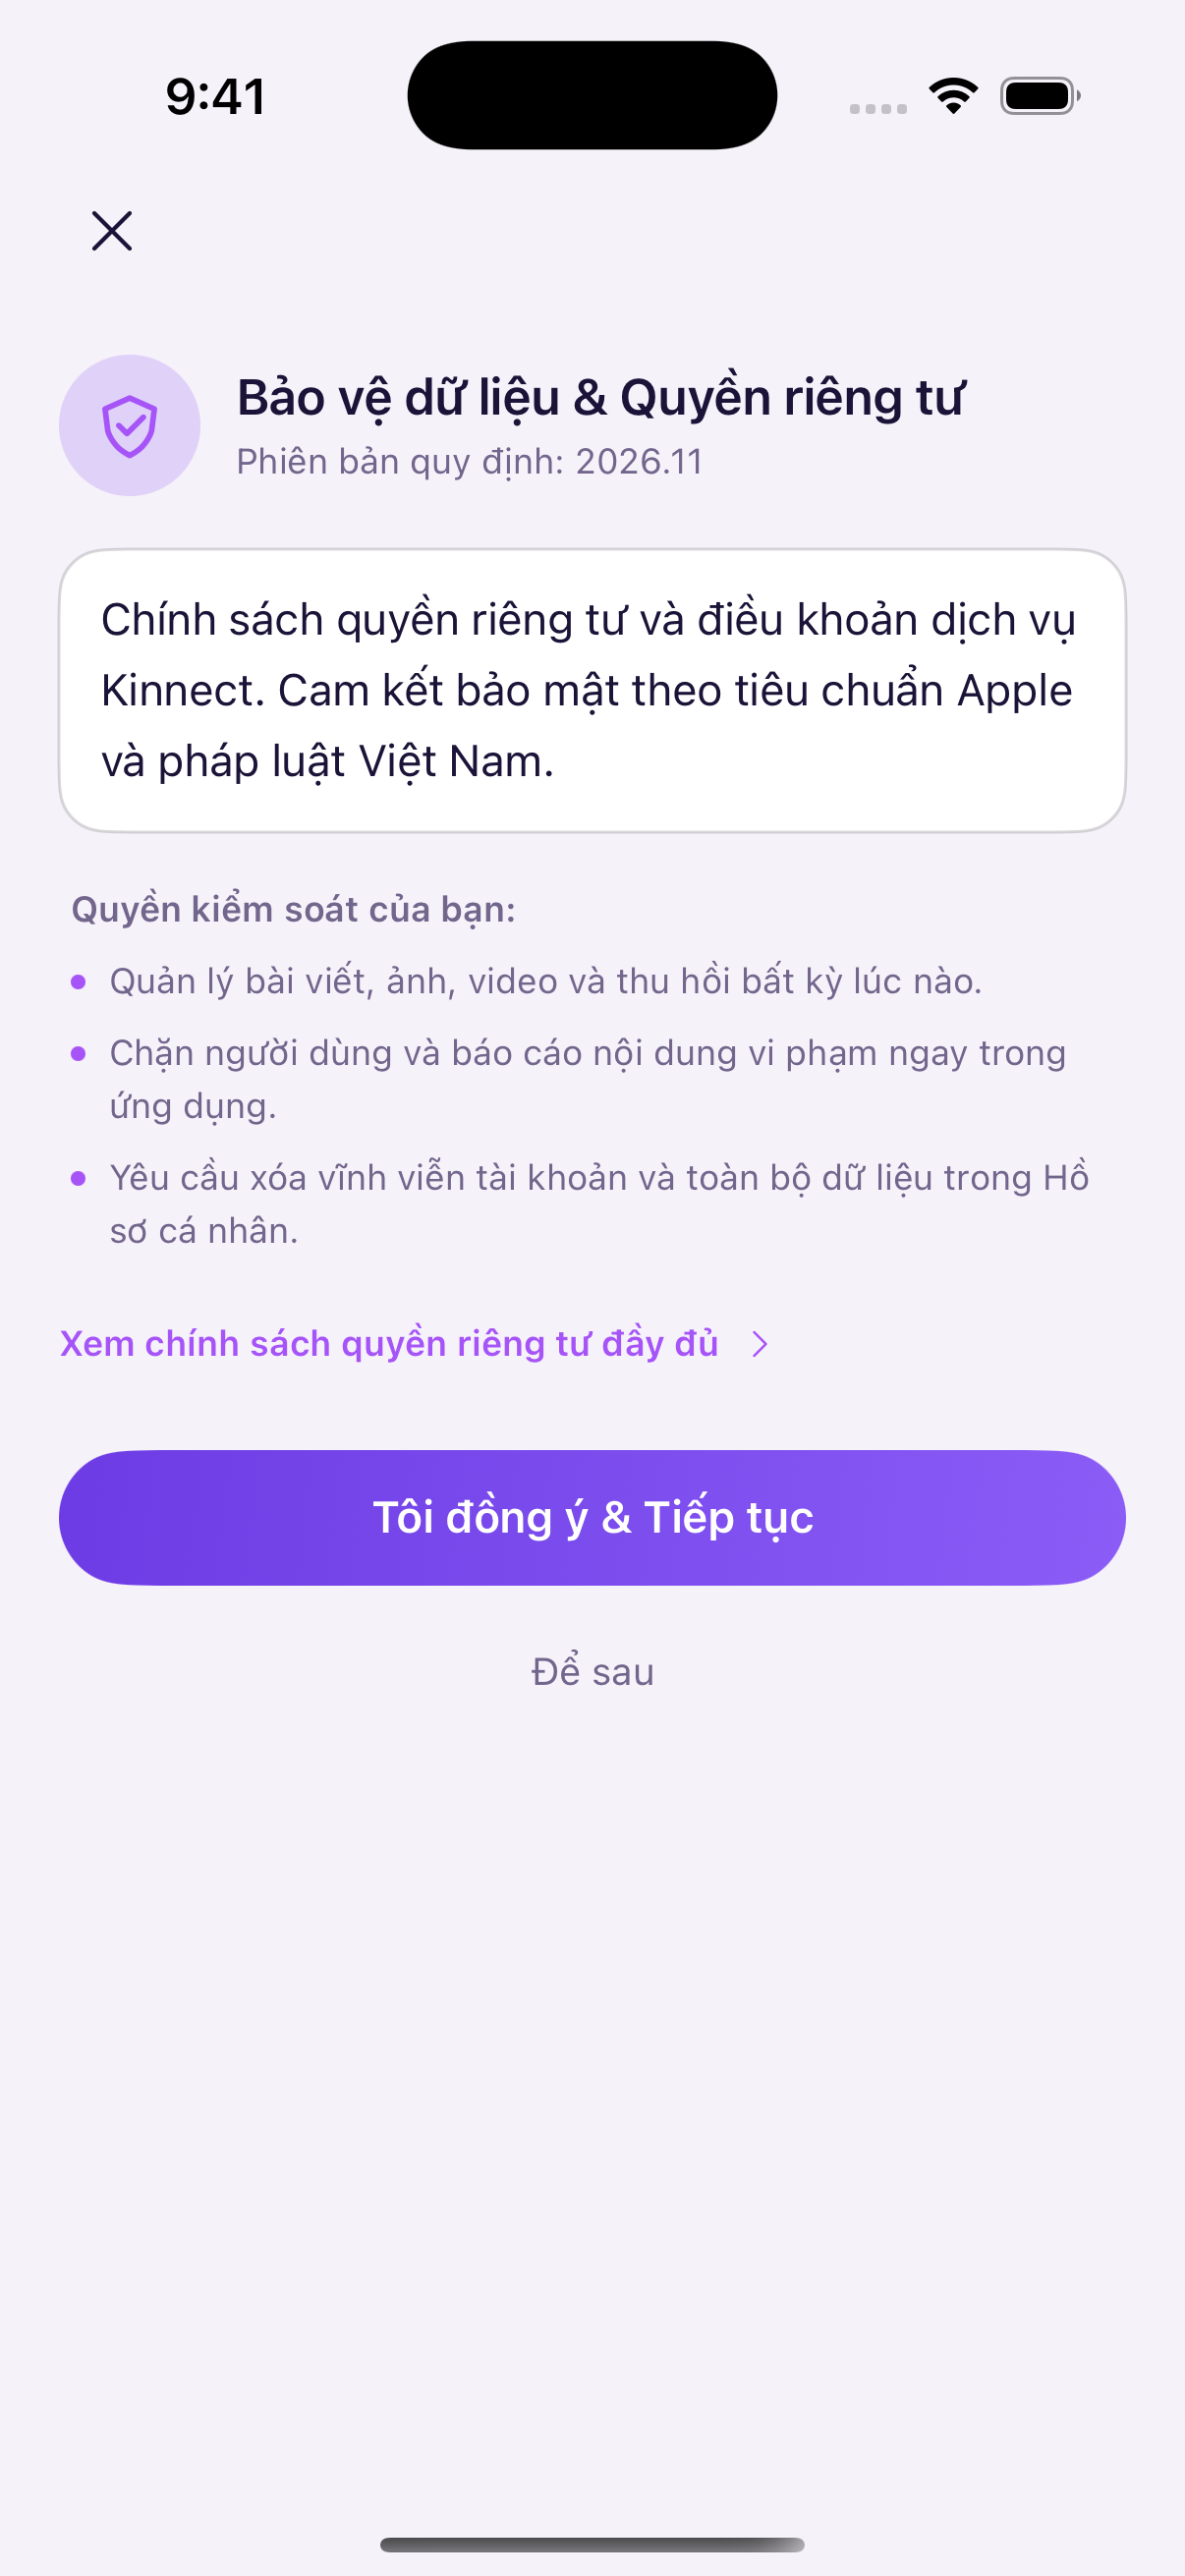 9:41
Bảo vệ dữ liệu & Quyền riêng tư
Phiên bản quy định: 2026.11
Chính sách quyền riêng tư và điều khoản dịch vụ
Kinnect. Cam kết bảo mật theo tiêu chuẩn Apple
và pháp luật Việt Nam.
Quyền kiểm soát của bạn:
Quản lý bài viết, ảnh, video và thu hồi bất kỳ lúc nào.
Chặn người dùng và báo cáo nội dung vi phạm ngay trong
ứng dụng.
Yêu cầu xóa vĩnh viễn tài khoản và toàn bộ dữ liệu trong Hồ
sơ cá nhân.
Xem chính sách quyền riêng tư đầy đủ
Tôi đồng ý & Tiếp tục
Để sau